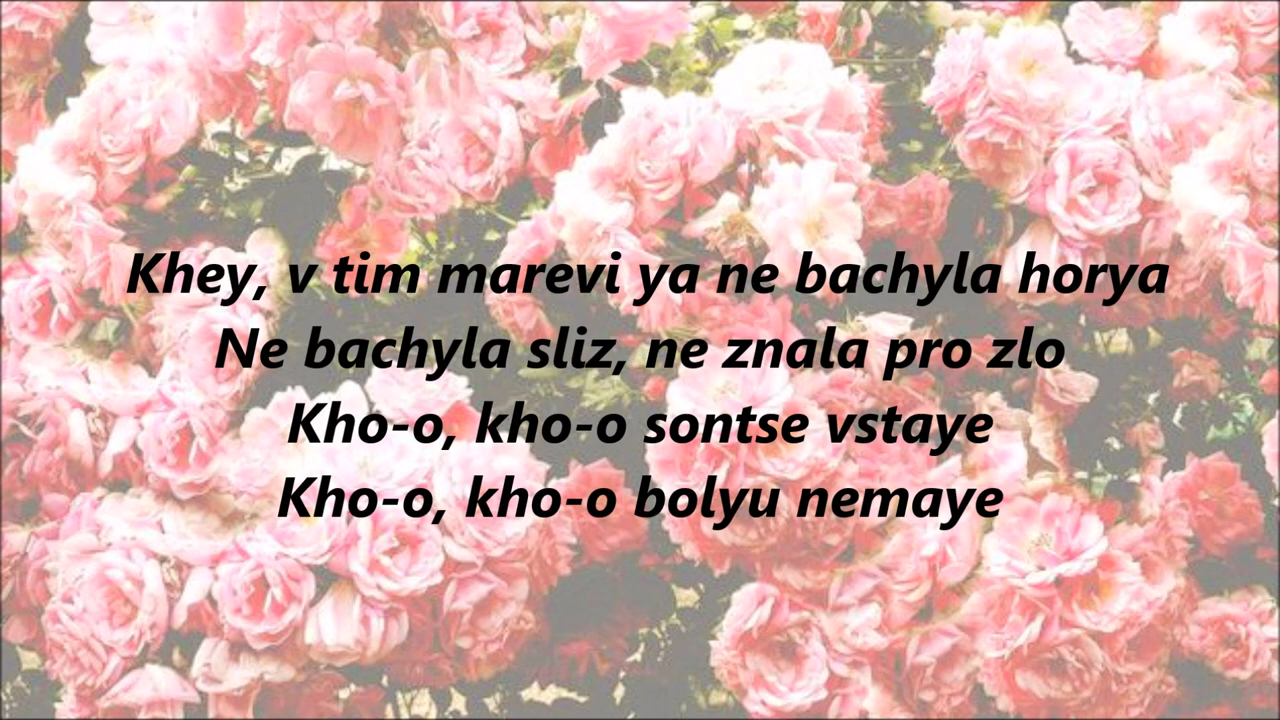 Khey, v tim marevi ya ne bachyla horya
Ne bachyla sliz, ne znala pro zlo
Kho-o, kho-o sontse vstaye
Kho-o, kho-o bolyu nemaye